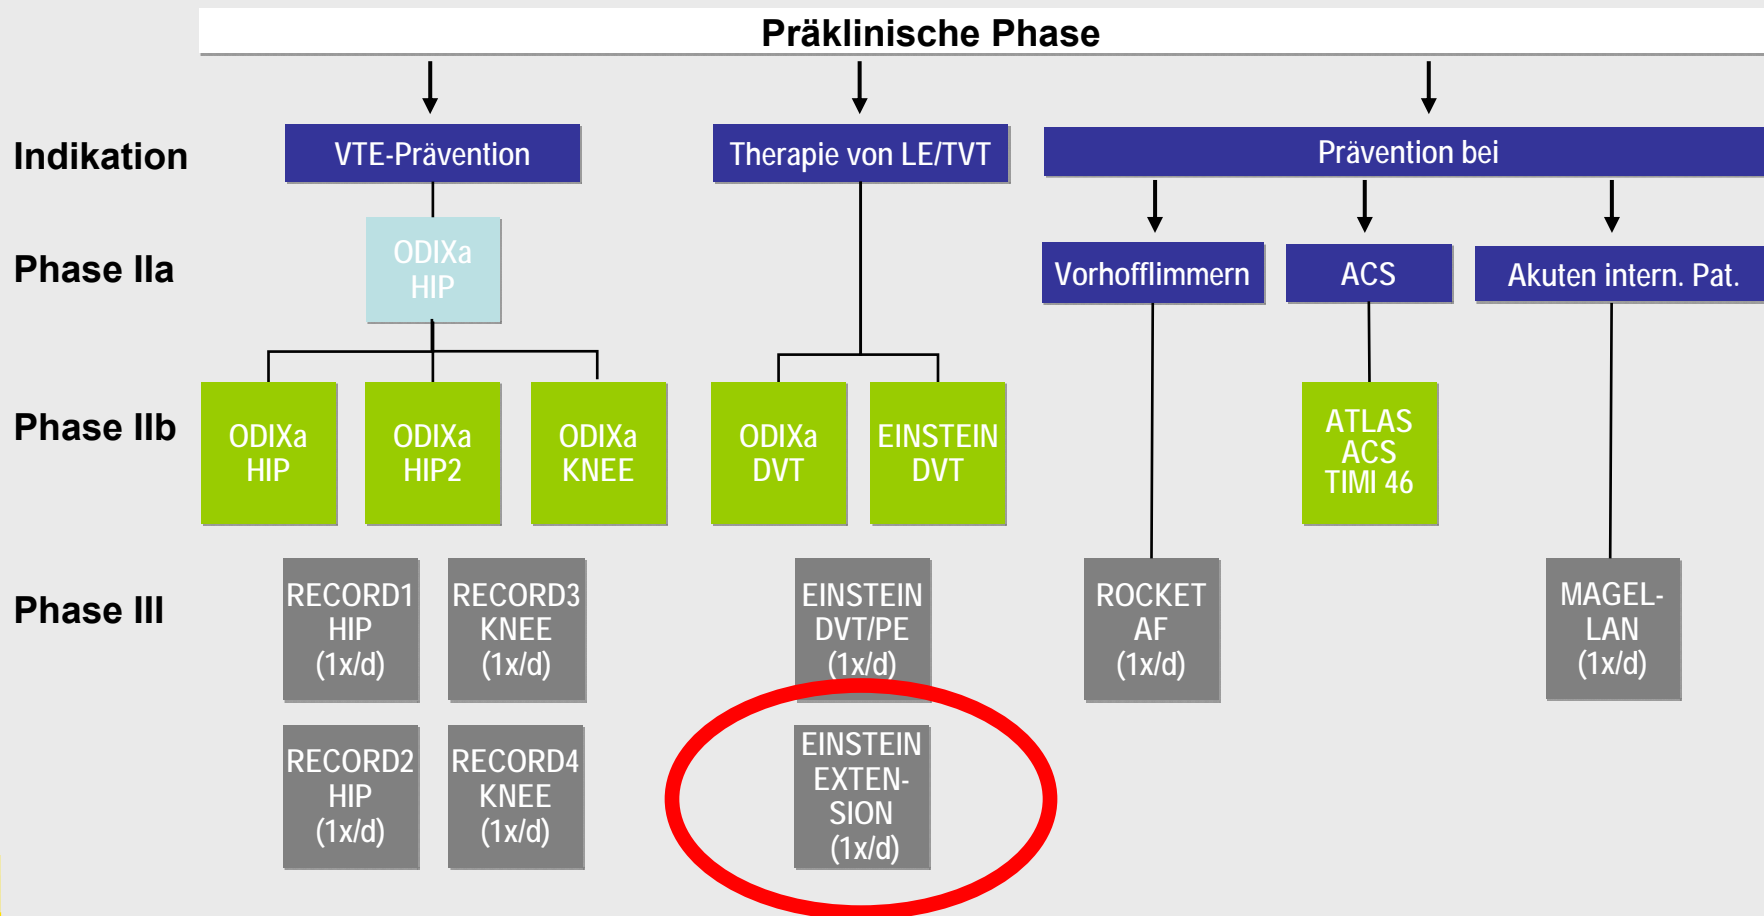 Präklinische Phase
Indikation
VTE-Prävention
Therapie von LE/TVT
Prävention bei
Phase IIa
ODIXa
HIP
Vorhofflimmern
ACS
Akuten intern. Pat.
Phase IIb
ODIXa
HIP
ODIXa
HIP2
ODIXa
KNEE
ODIXa
DVT
EINSTEIN
DVT
ATLAS
ACS
TIMI 46
Phase III
RECORD1
HIP
(1x/d)
RECORD3
KNEE
(1x/d)
EINSTEIN
DVT/PE
(1x/d)
ROCKET
AF
(1x/d)
MAGEL-
LAN
(1x/d)
RECORD2
HIP
(1x/d)
RECORD4
KNEE
(1x/d)
EINSTEIN
EXTEN-
SION
(1x/d)